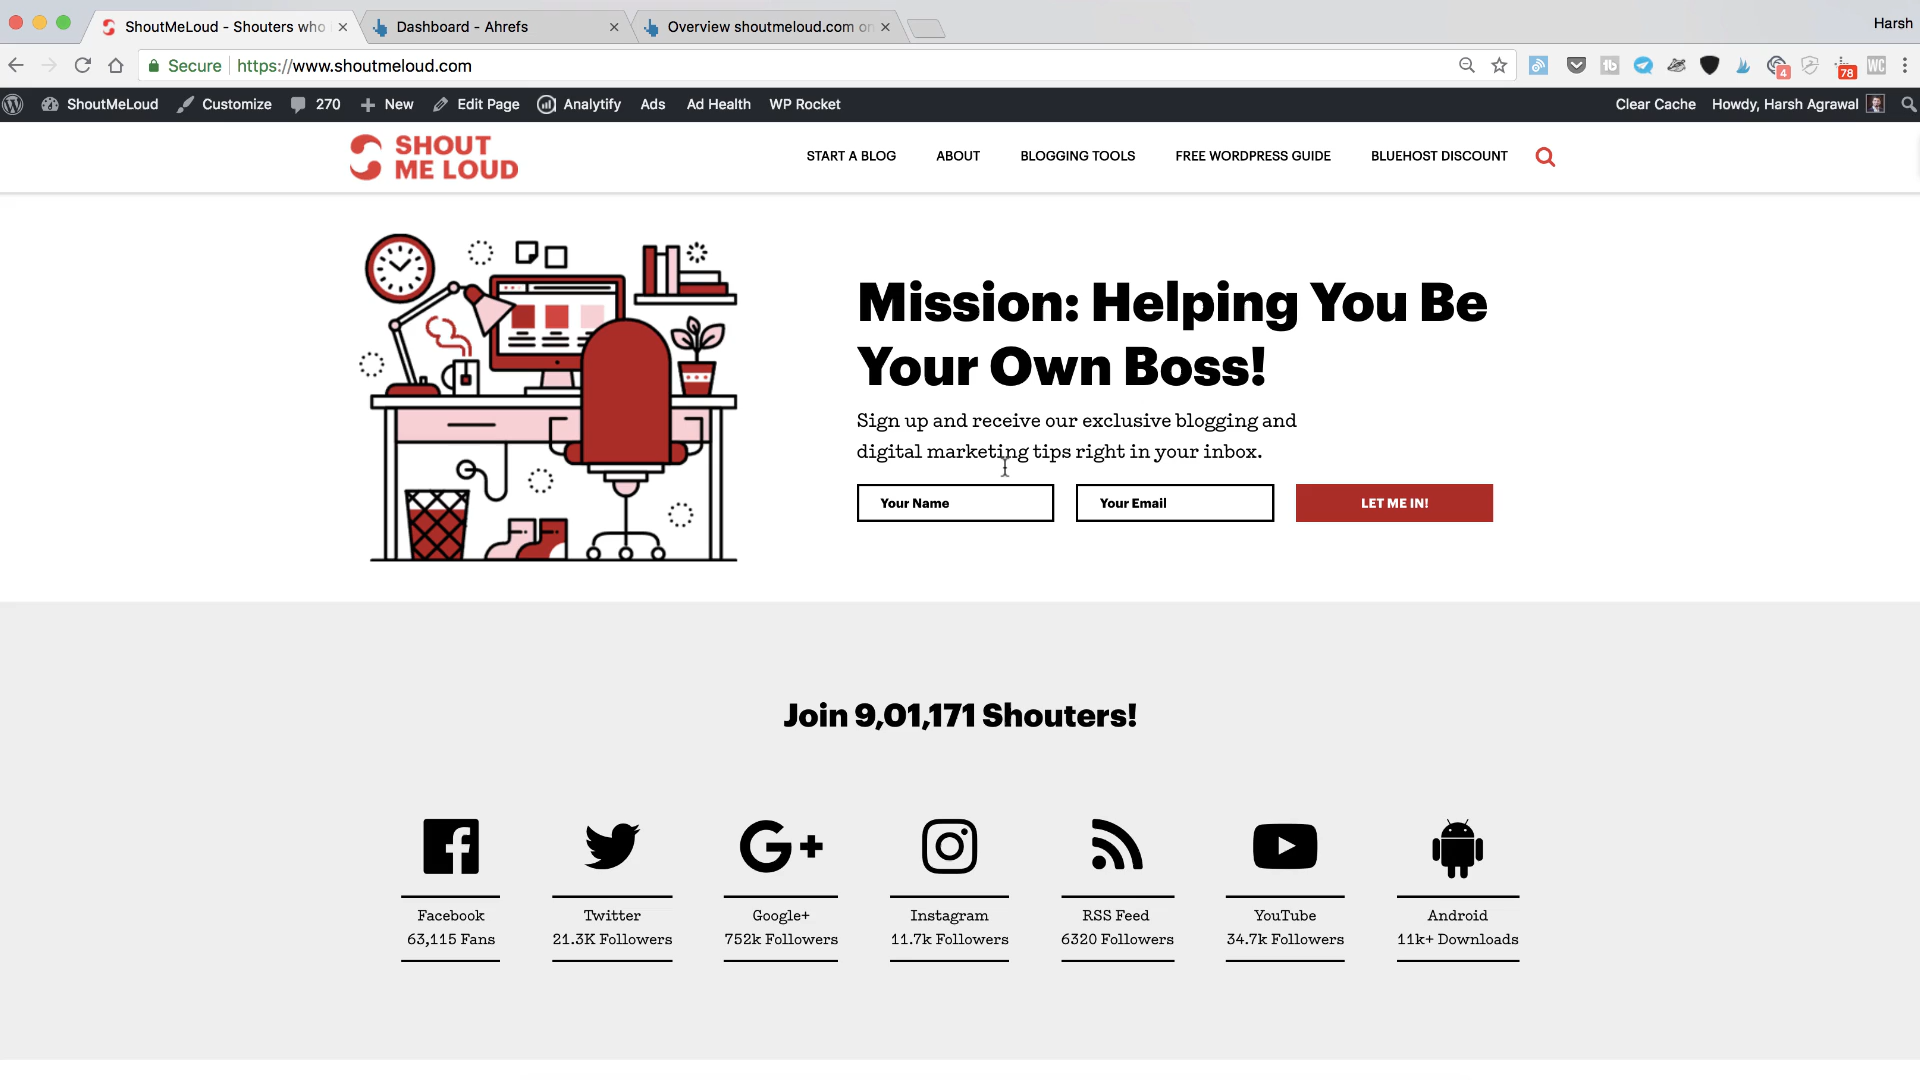 ShoutMeLoud - Shouters who
Dashboard - Ahrefs
Overview shoutmeloud.com on
Harsh
Secure
https://www.shoutmeloud.com
1b
4
78
WC
ShoutMeLoud
Customize
270
New
Edit Page
Analytify
Ads
Ad Health
WP Rocket
Clear Cache
Howdy, Harsh Agrawal
SHOUT
ME LOUD
START A BLOG
ABOUT
BLOGGING TOOLS
FREE WORDPRESS GUIDE
BLUEHOST DISCOUNT
Mission: Helping You Be
Your Own Boss!
Sign up and receive our exclusive blogging and
digital marketing tips right in your inbox.
Your Name
Your Email
LET ME IN!
Join 9,01,171 Shouters!
Facebook
63,115 Fans
Twitter
21.3K Followers
Google+
752k Followers
Instagram
11.7k Followers
RSS Feed
6320 Followers
YouTube
34.7k Followers
Android
11k+ Downloads